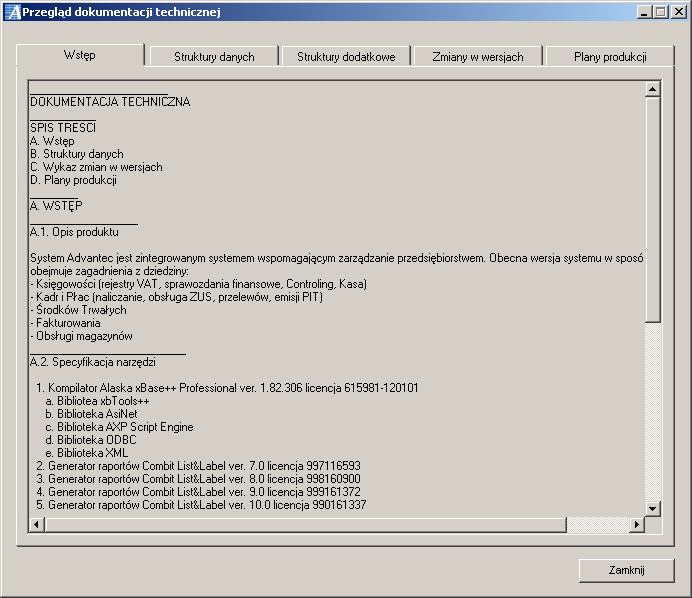 Przegląd dokumentacji technicznej
Wstęp
Struktury danych
Struktury dodatkowe
Zmiany w wersjach
Plany produkcji
DOKUMENTACJA TECHNICZNA
SPIS TRESCI
A. Wstęp
B. Struktury danych
C. Wykaz zmian w wersjach
D. Plany produkcji
A. WSTĘP
A.1. Opis produktu
System Advantec jest zintegrowanym systemem wspomagającym zarządzanie przedsiębiorstwem. Obecna wersja systemu w sposó
obejmuje zagadnienia z dziedziny:
- Księgowości (rejestry VAT, sprawozdania finansowe, Controling, Kasa)
- Kadr i Płac (naliczanie, obsługa ZUS, przelewów, emisji PIT)
- Środków Trwałych
- Fakturowania
- Obsługi magazynów
A.2. Specyfikacja narzędzi
1. Kompilator Alaska xBase++ Professional ver. 1.82.306 licencja 615981-120101
a. Bibliotea xbTools++
b. Biblioteka AsiNet
c. Biblioteka AXP Script Engine
d. Biblioteka ODBC
e. Biblioteka XML
2. Generator raportów Combit List&Label ver. 7.0 licencja 997116593
3. Generator raportów Combit List&Label ver. 8.0 licencja 998160900
4. Generator raportów Combit List&Label ver. 9.0 licencja 999161372
5. Generator raportów Combit List&Label ver. 10.0 licencja 990161337
Zamknij